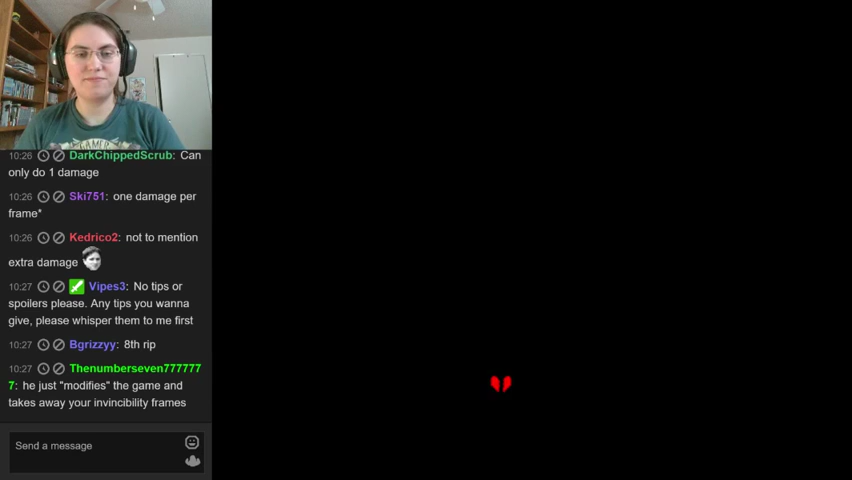 10:26 DarkChippedScrub: Can
only do 1 damage
10:26 Ski751: one damage per
frame*
10:26 Kedrico2: not to mention
extra damage
10:27 Vipes3: No tips or
spoilers please. Any tips you wanna
give, please whisper them to me first
10:27 Bgrizzyy: 8th rip
10:27 Thenumberseven777777
7: he just "modifies" the game and
takes away your invincibility frames
Send a message